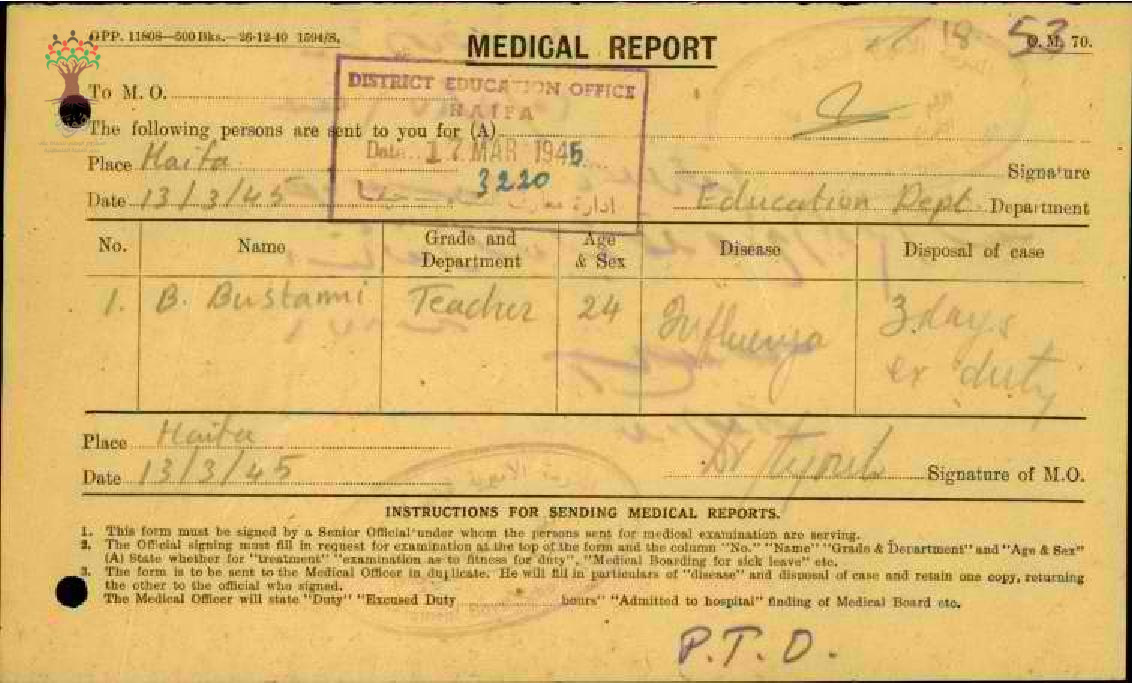 GPP. 11808—500 Bks.—26-12-40 1594/S.
18 53
MEDICAL REPORT
O. M. 70.
DISTRICT EDUCATION OFFICE
HAIFA
Date 17 MAR 1945
3220
ادارة معارف
To M. O.
The following persons are sent to you for (A)
Place Haifa
Signature
Date 13/3/45
Education Dept. Department
No. Name Grade and Department Age & Sex Disease Disposal of case
1. B. Bustanni Teacher 24 Influenza 3 days ex duty
Place Haifa
Date 13/3/45
Dr Signature of M.O.
INSTRUCTIONS FOR SENDING MEDICAL REPORTS.
1. This form must be signed by a Senior Official under whom the persons sent for medical examination are serving.
2. The Official signing must fill in request for examination at the top of the form and the column "No." "Name" "Grade & Department" and "Age & Sex"
(A) State whether for "treatment" "examination as to fitness for duty", "Medical Boarding for sick leave" etc.
3. The form is to be sent to the Medical Officer in duplicate. He will fill in particulars of "disease" and disposal of case and retain one copy, returning
the other to the official who signed.
The Medical Officer will state "Duty" "Excused Duty hours" "Admitted to hospital" finding of Medical Board etc.
P.T.O.